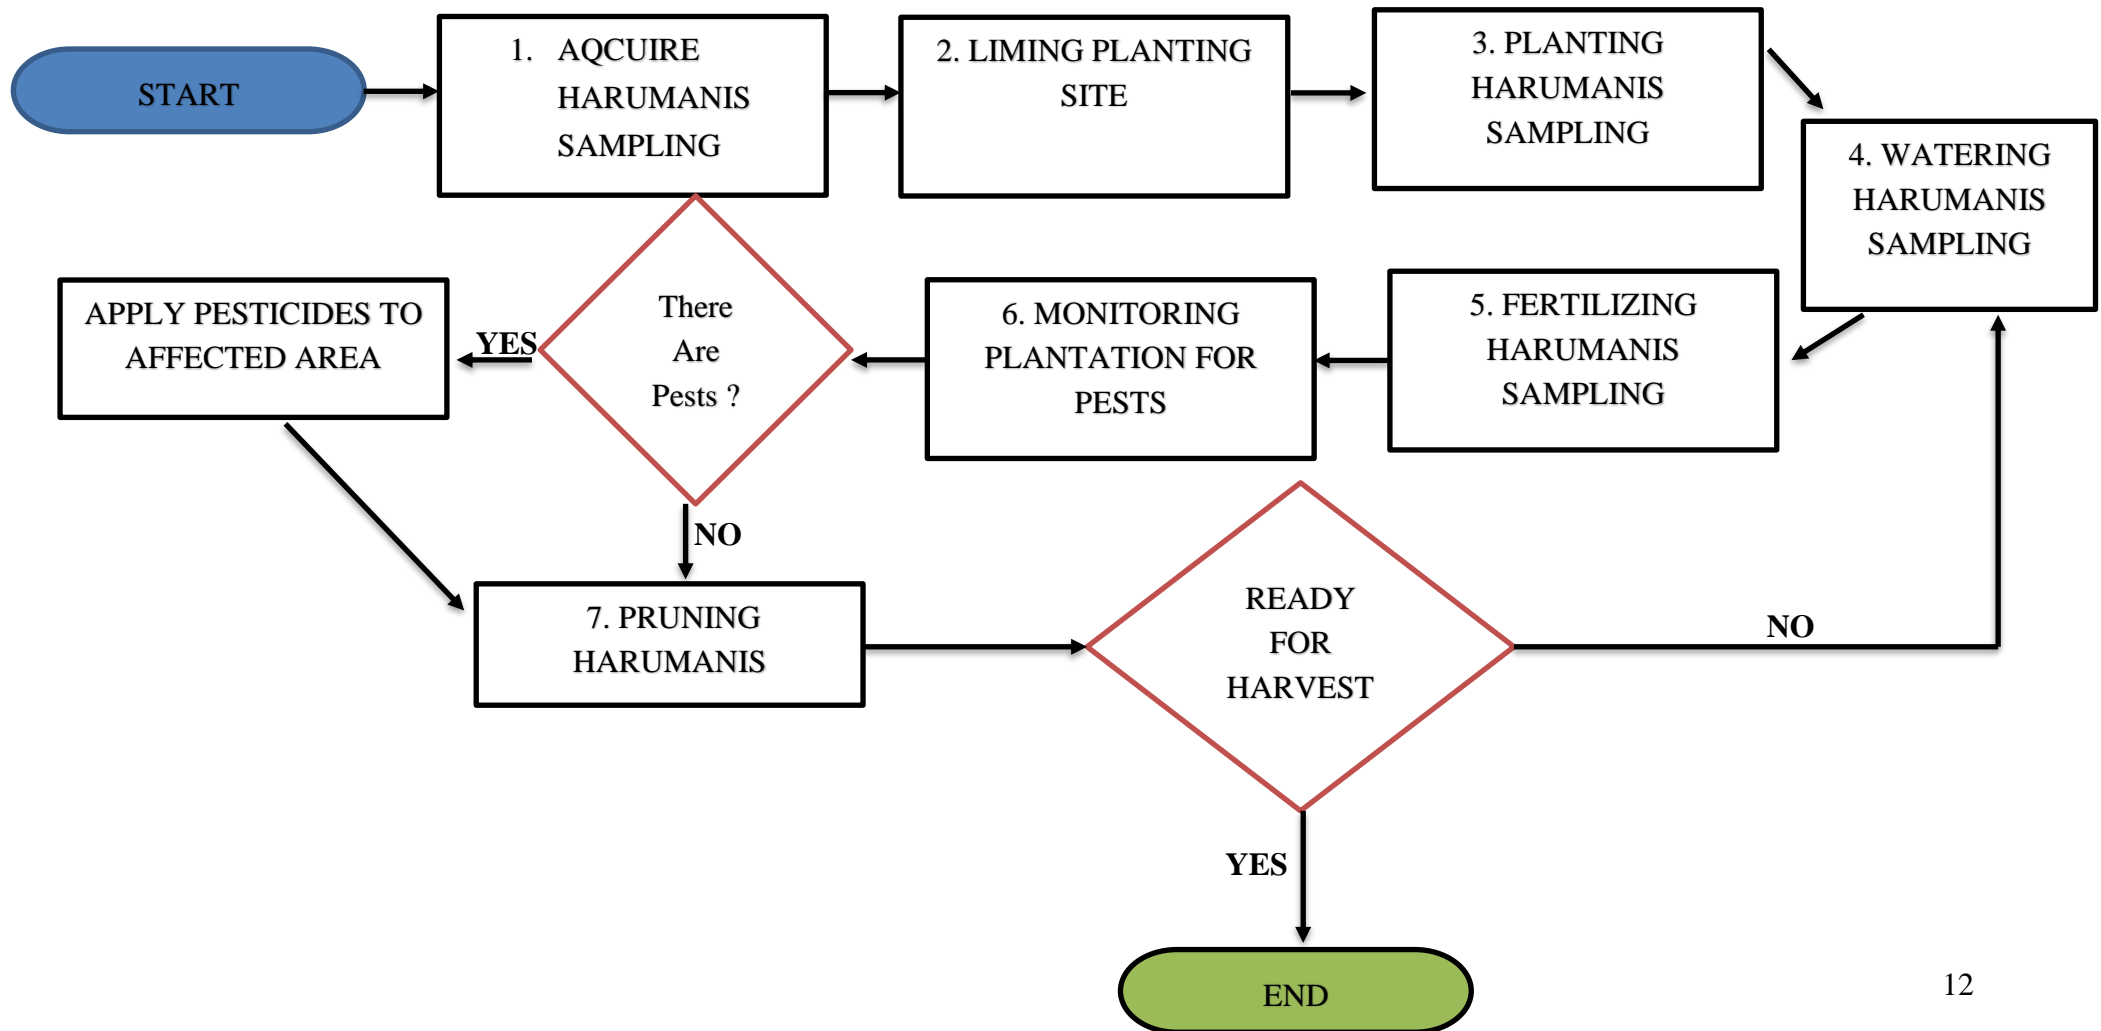 START
1. AQCUIRE
HARUMANIS
SAMPLING
2. LIMING PLANTING
SITE
3. PLANTING
HARUMANIS
SAMPLING
4. WATERING
HARUMANIS
SAMPLING
5. FERTILIZING
HARUMANIS
SAMPLING
6. MONITORING
PLANTATION FOR
PESTS
There
Are
Pests ?
YES
APPLY PESTICIDES TO
AFFECTED AREA
NO
7. PRUNING
HARUMANIS
READY
FOR
HARVEST
NO
YES
END
12